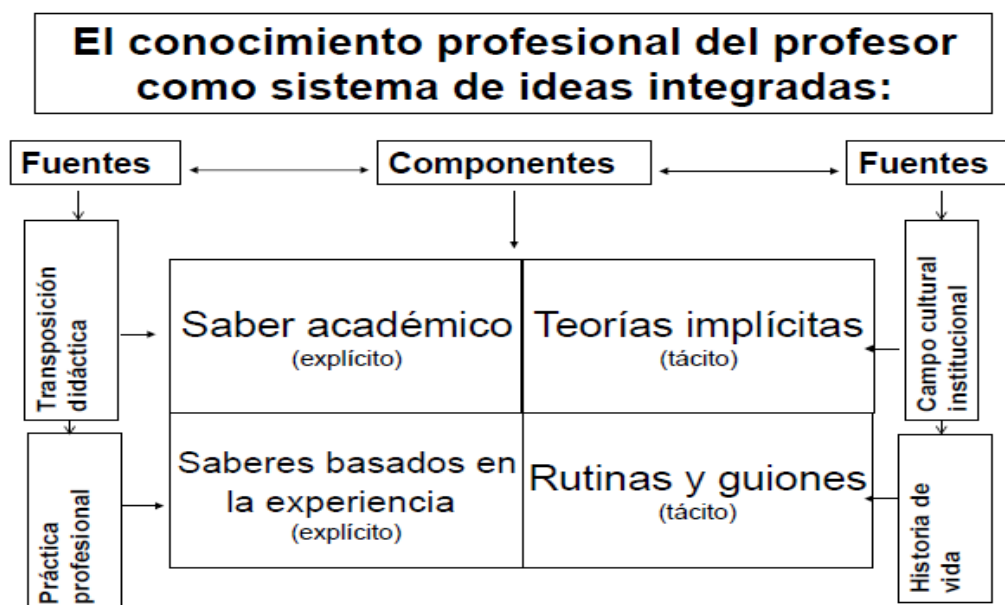 El conocimiento profesional del profesor
como sistema de ideas integradas:
Fuentes
Componentes
Fuentes
Transposición
didáctica
Saber académico
(explícito)
Teorías implícitas
(tácito)
Campo cultural
institucional
Práctica
profesional
Saberes basados en
la experiencia
(explícito)
Rutinas y guiones
(tácito)
Historia de
vida